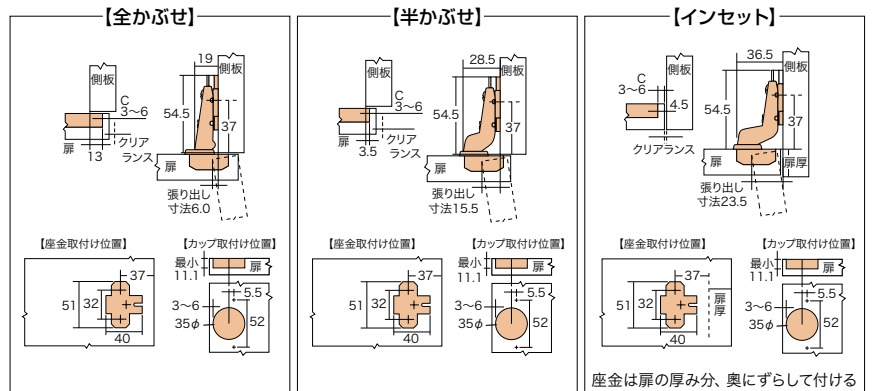 【全かぶせ】
19
側板
側板
C
3〜6
54.5
37
クリア
ランス
扉
13
扉
張り出し
寸法6.0
【座金取付け位置】
37
51
32
40
【カップ取付け位置】
最小
11.1
扉
5.5
3〜6
35φ
52
【半かぶせ】
28.5
側板
側板
C
3〜6
54.5
37
クリア
ランス
扉
3.5
扉
張り出し
寸法15.5
【座金取付け位置】
37
51
32
40
【カップ取付け位置】
最小
11.1
扉
5.5
3〜6
35φ
52
【インセット】
36.5
側板
側板
C
3〜6
4.5
54.5
37
クリアランス
扉
扉厚
張り出し
寸法23.5
【座金取付け位置】
37
51
32
40
扉
厚
【カップ取付け位置】
最小
11.1
扉
5.5
3〜6
35φ
52
座金は扉の厚み分、奥にずらして付ける